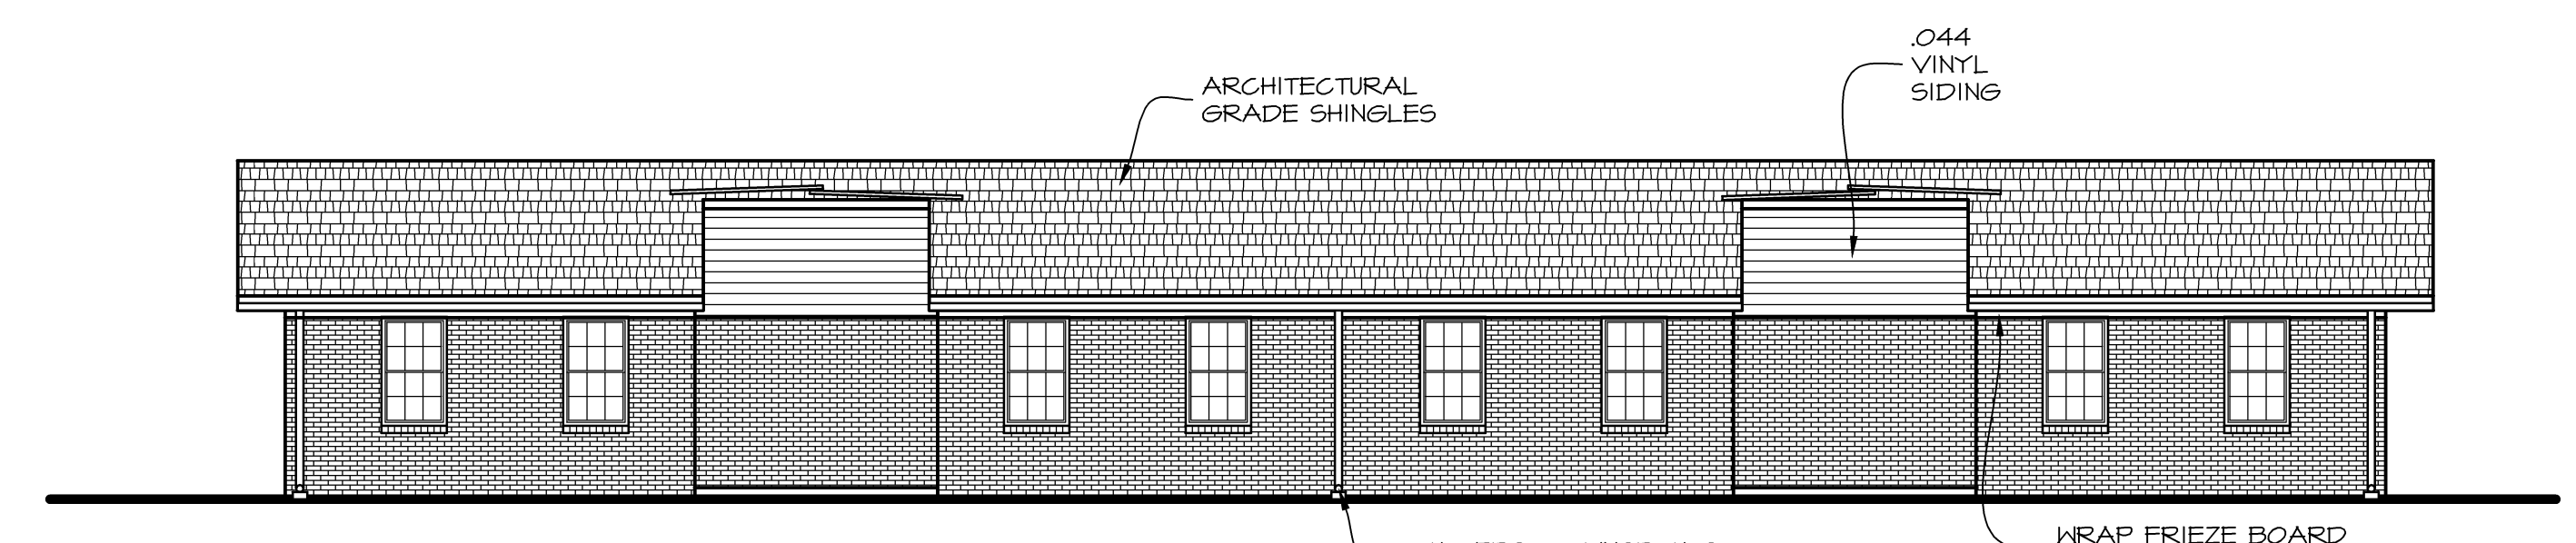 .044
VINYL
SIDING
ARCHITECTURAL
GRADE SHINGLES
WRAP FRIEZE BOARD